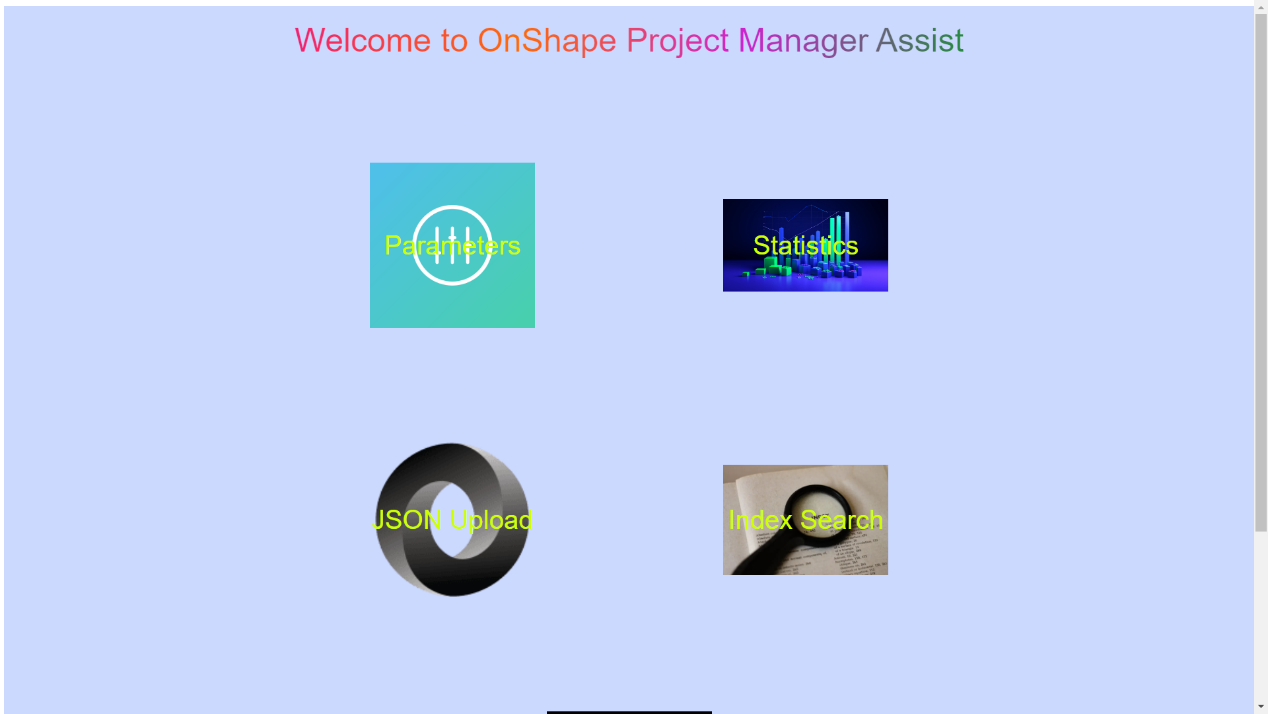 Welcome to OnShape Project Manager Assist
Parameters
Statistics
JSON Upload
Index Search